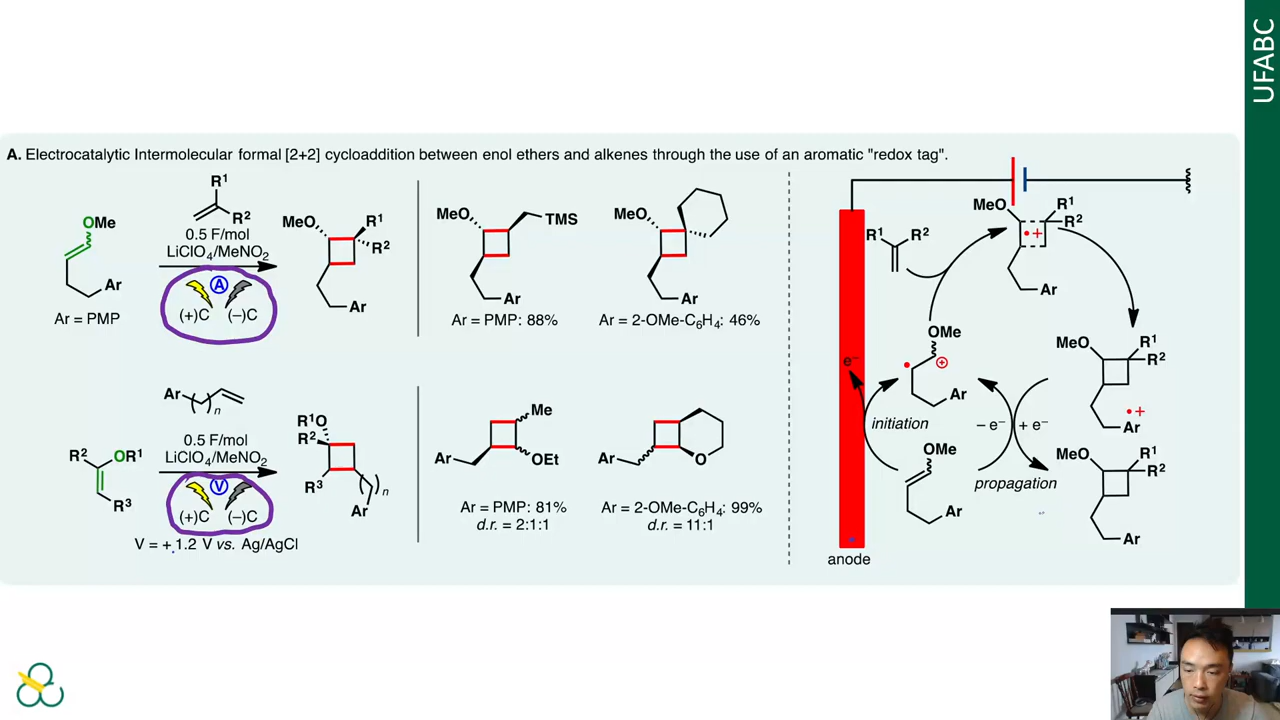 UFABC
A. Electrocatalytic Intermolecular formal [2+2] cycloaddition between enol ethers and alkenes through the use of an aromatic "redox tag".
OMe
Ar
Ar = PMP
R¹
R²
0.5 F/mol
LiClO₄/MeNO₂
A
(+)C (–)C
MeO
R¹
R²
Ar
MeO
TMS
Ar
Ar = PMP: 88%
MeO
Ar
Ar = 2-OMe-C₆H₄: 46%
R²
OR¹
R³
Ar
n
0.5 F/mol
LiClO₄/MeNO₂
V
(+)C (–)C
V = +1.2 V vs. Ag/AgCl
R¹O
R²
R³
n
Ar
Me
Ar
OEt
Ar = PMP: 81%
d.r. = 2:1:1
Ar
O
Ar = 2-OMe-C₆H₄: 99%
d.r. = 11:1
R¹ R²
MeO
R¹
R²
•+
Ar
e⁻
OMe
• ⊕
Ar
MeO
R¹
R²
•+
Ar
initiation
– e⁻ + e⁻
OMe
Ar
propagation
MeO
R¹
R²
Ar
anode